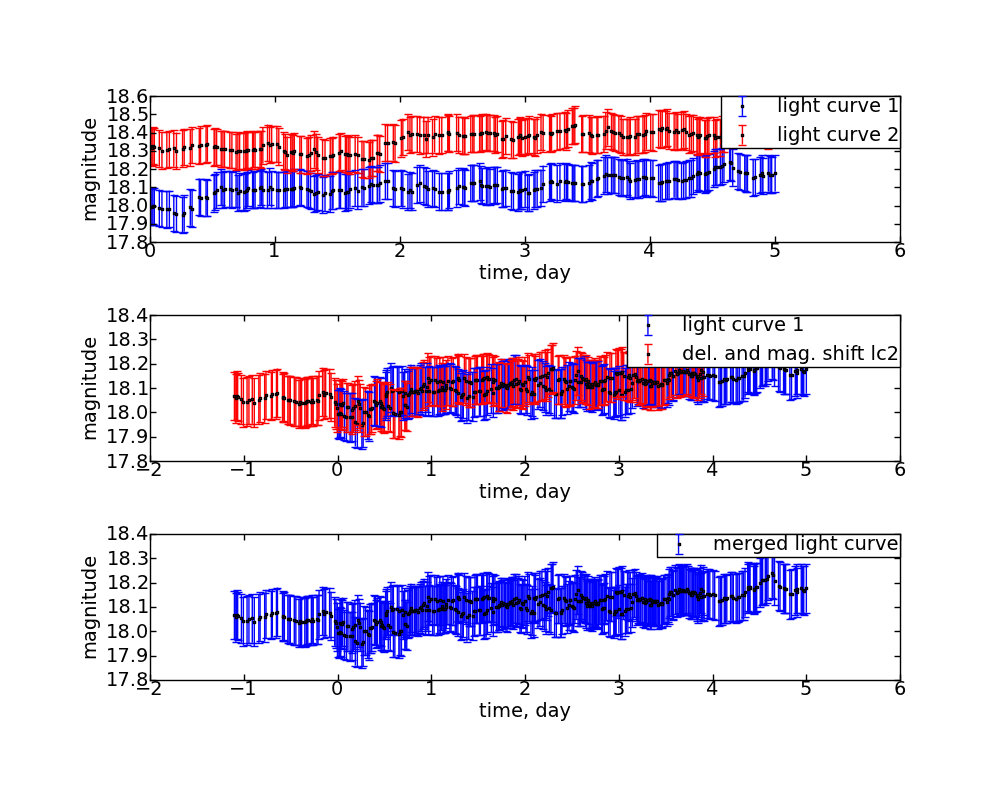 18.6
18.5
18.4
18.3
18.2
18.1
18.0
17.9
17.8
magnitude
light curve 1
light curve 2
0 1 2 3 4 5 6
time, day
18.4
18.3
18.2
18.1
18.0
17.9
17.8
magnitude
light curve 1
del. and mag. shift lc2
−2 −1 0 1 2 3 4 5 6
time, day
18.4
18.3
18.2
18.1
18.0
17.9
17.8
magnitude
merged light curve
−2 −1 0 1 2 3 4 5 6
time, day